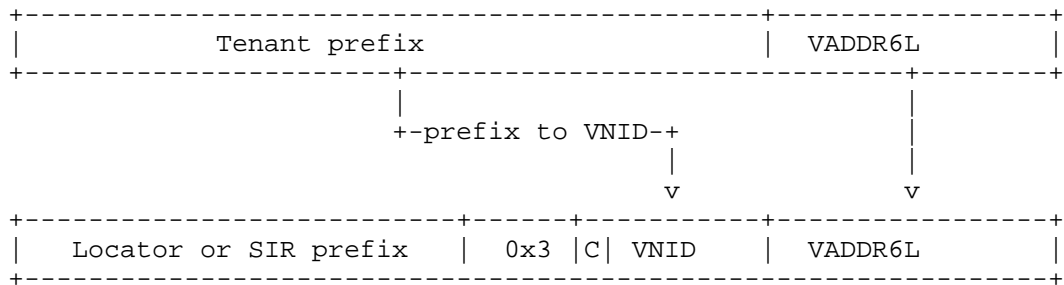 Tenant prefix | VADDR6L
+-prefix to VNID-+
v v
Locator or SIR prefix | 0x3 |C| VNID | VADDR6L